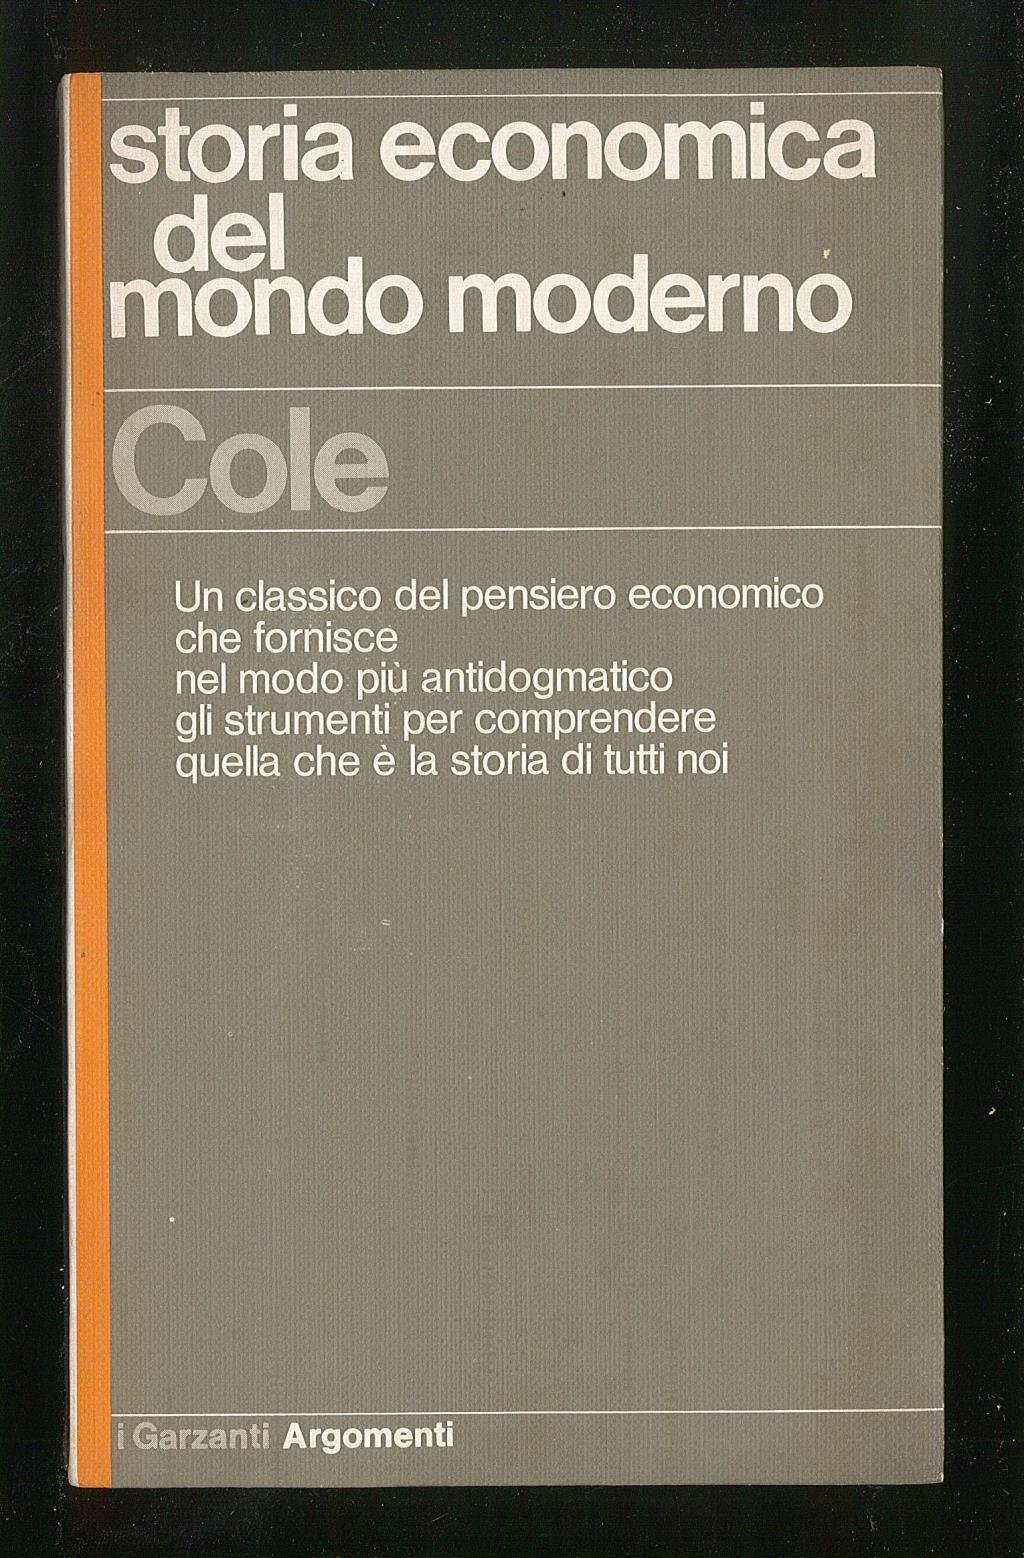 storia economica
del
mondo moderno
Cole
Un classico del pensiero economico
che fornisce
nel modo più antidogmatico
gli strumenti per comprendere
quella che è la storia di tutti noi
i Garzanti Argomenti